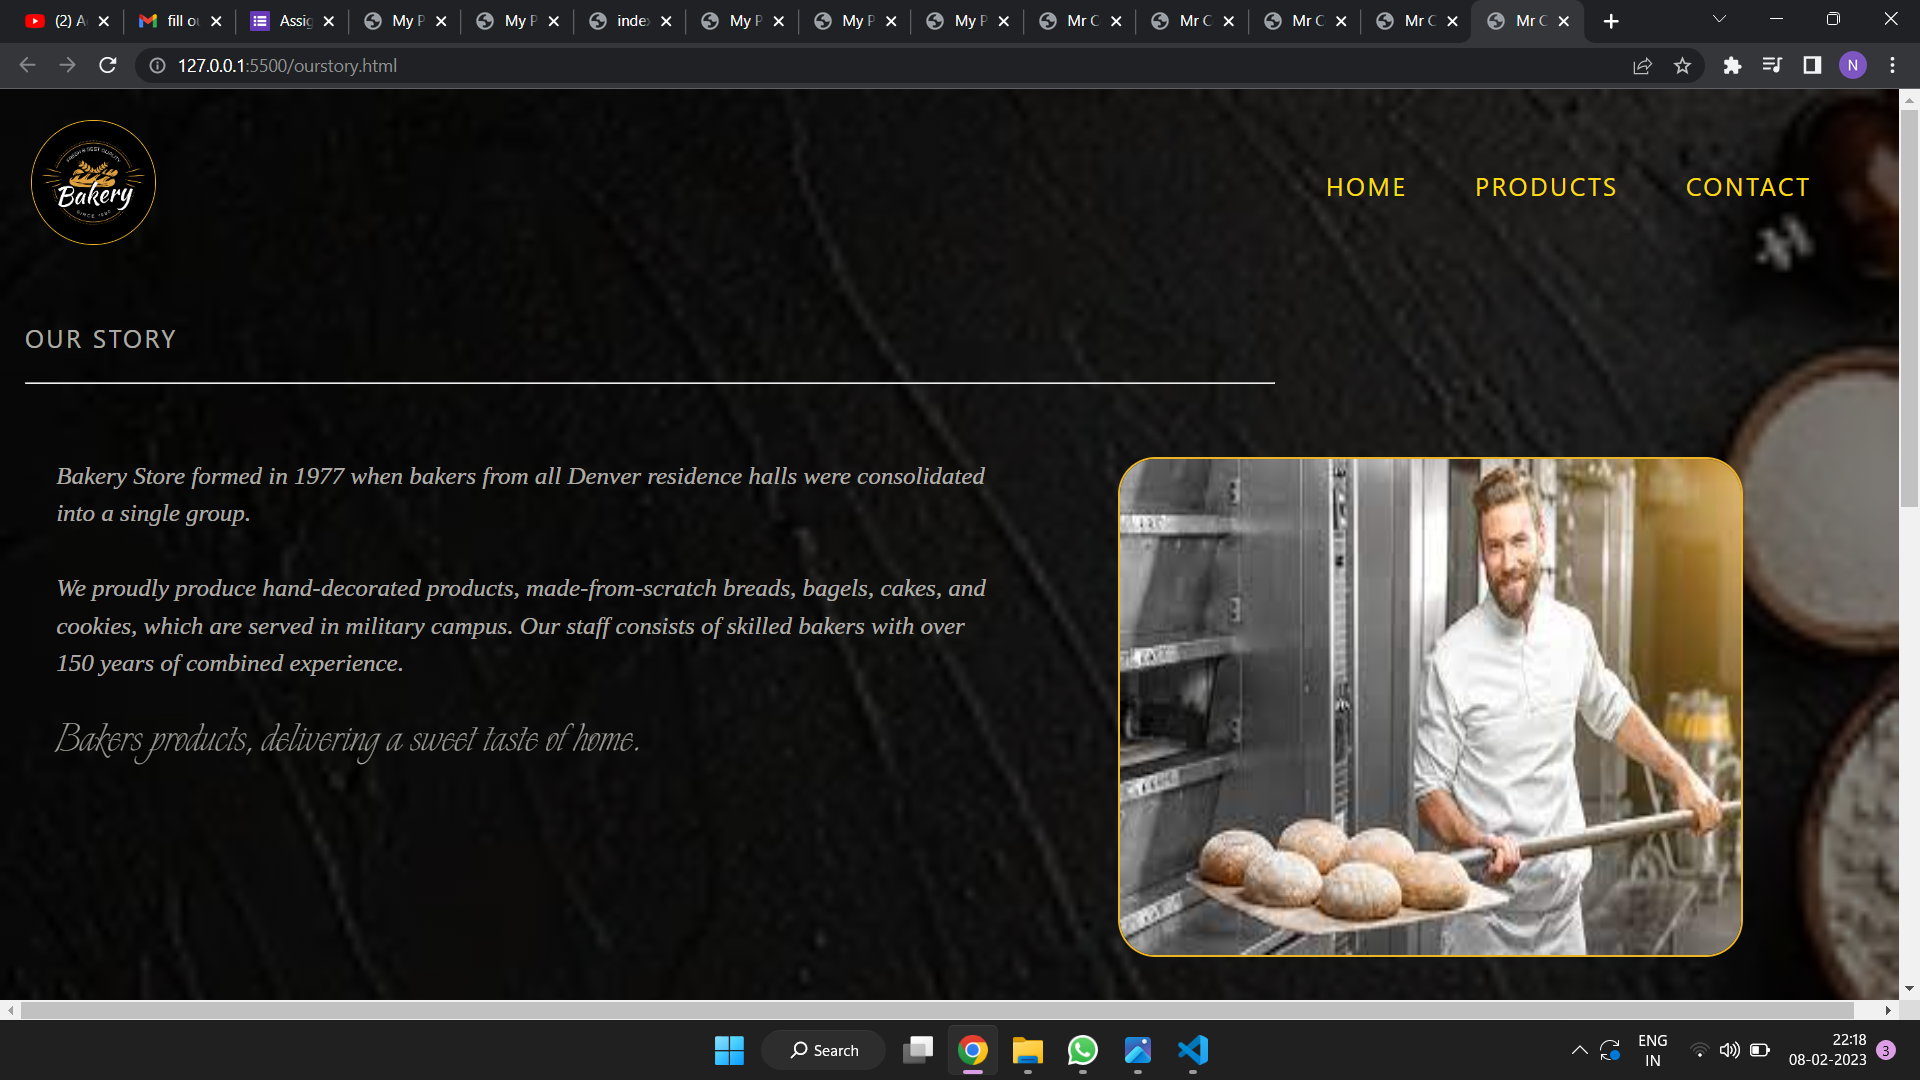 (2) A
fill ou
Assig
My P
My P
index
My P
My P
My P
Mr C
Mr C
Mr C
Mr C
Mr C
127.0.0.1:5500/ourstory.html
N
FRESH & BEST QUALITY
Bakery
HOME
PRODUCTS
CONTACT
OUR STORY
Bakery Store formed in 1977 when bakers from all Denver residence halls were consolidated
into a single group.
We proudly produce hand-decorated products, made-from-scratch breads, bagels, cakes, and
cookies, which are served in military campus. Our staff consists of skilled bakers with over
150 years of combined experience.
Bakers products, delivering a sweet taste of home.
Search
ENG
IN
22:18
08-02-2023
3